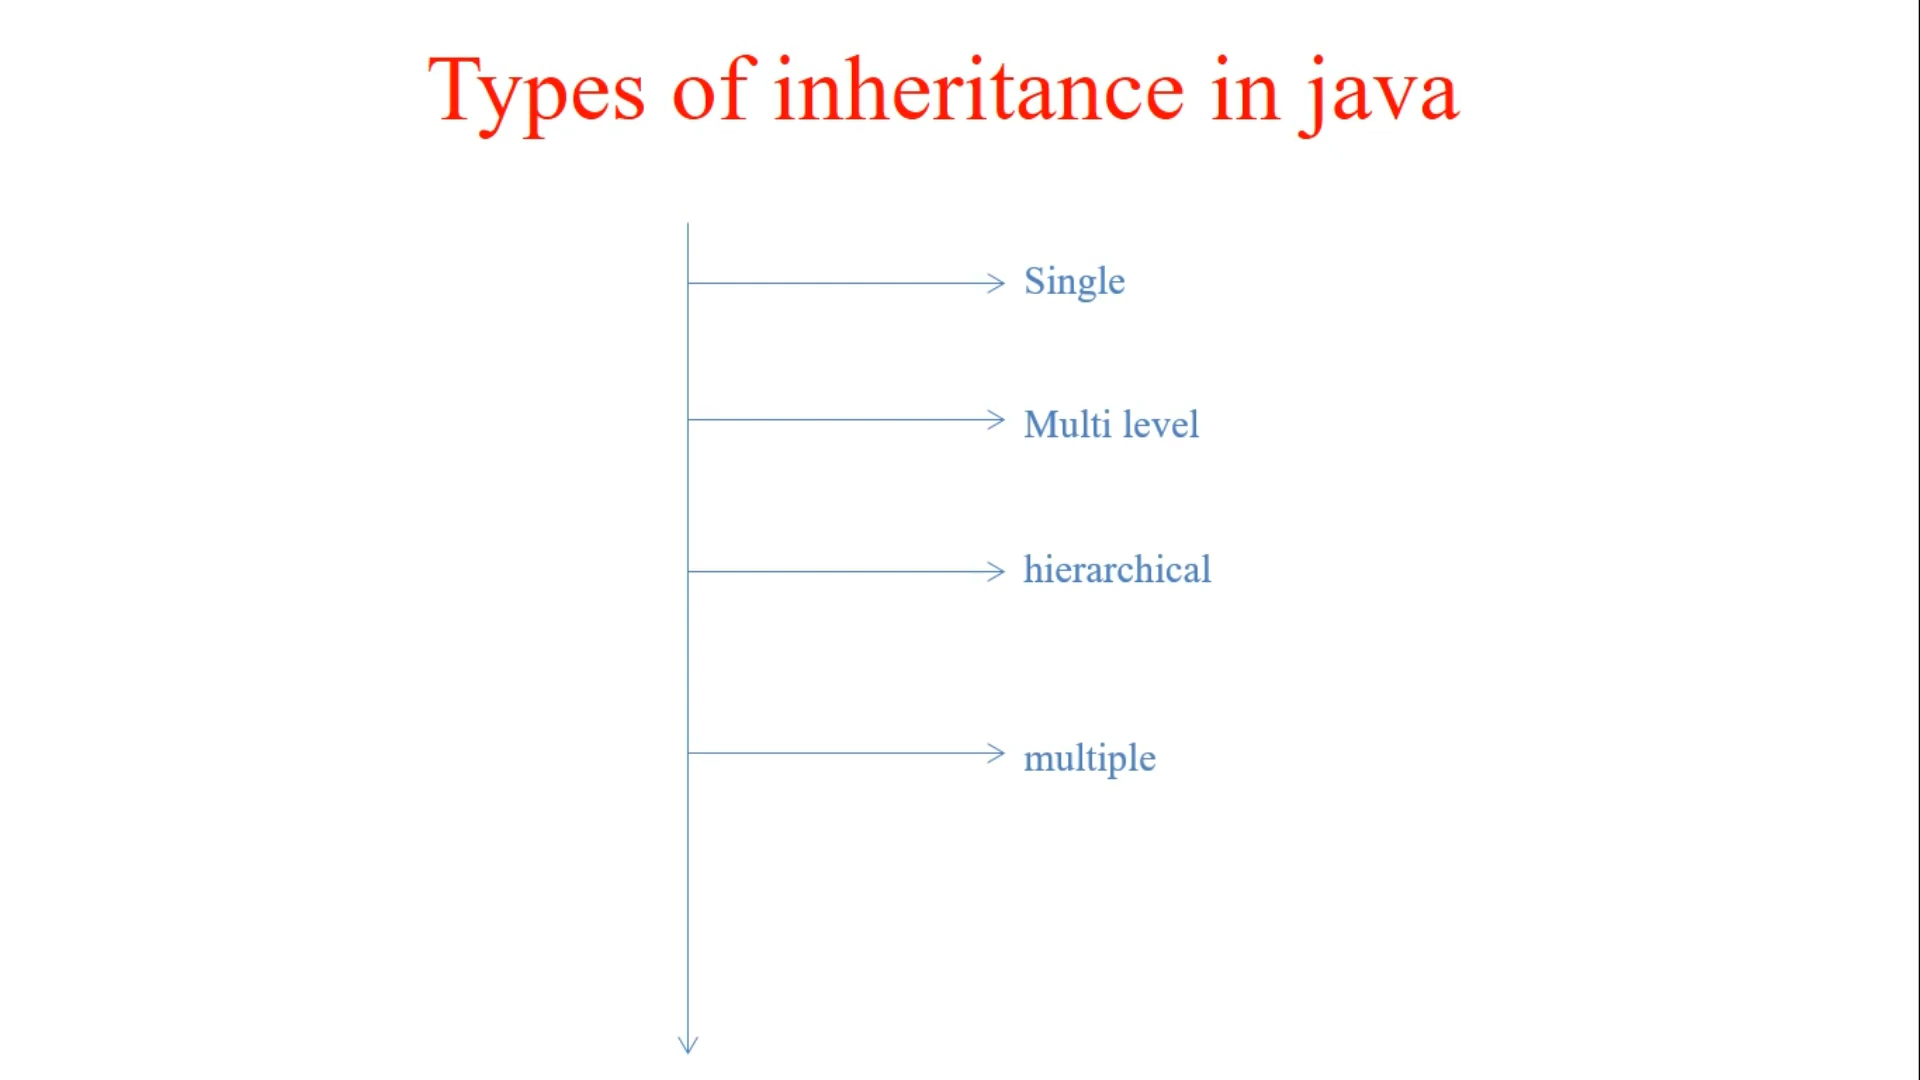 Types of inheritance in java
Single
Multi level
hierarchical
multiple